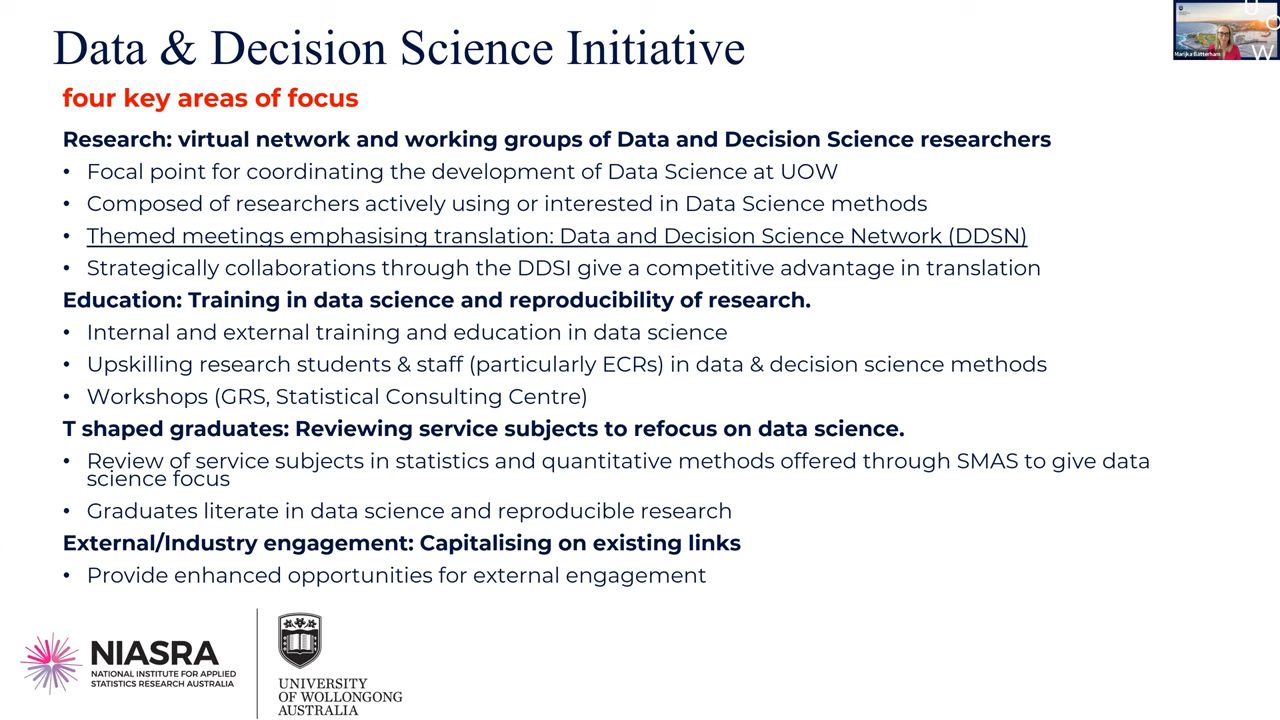 Data & Decision Science Initiative
four key areas of focus
Research: virtual network and working groups of Data and Decision Science researchers
• Focal point for coordinating the development of Data Science at UOW
• Composed of researchers actively using or interested in Data Science methods
• Themed meetings emphasising translation: Data and Decision Science Network (DDSN)
• Strategically collaborations through the DDSI give a competitive advantage in translation
Education: Training in data science and reproducibility of research.
• Internal and external training and education in data science
• Upskilling research students & staff (particularly ECRs) in data & decision science methods
• Workshops (GRS, Statistical Consulting Centre)
T shaped graduates: Reviewing service subjects to refocus on data science.
• Review of service subjects in statistics and quantitative methods offered through SMAS to give data
science focus
• Graduates literate in data science and reproducible research
External/Industry engagement: Capitalising on existing links
• Provide enhanced opportunities for external engagement
NIASRA
NATIONAL INSTITUTE FOR APPLIED
STATISTICS RESEARCH AUSTRALIA
UNIVERSITY
OF WOLLONGONG
AUSTRALIA
Marijka Batterham
U
O
W